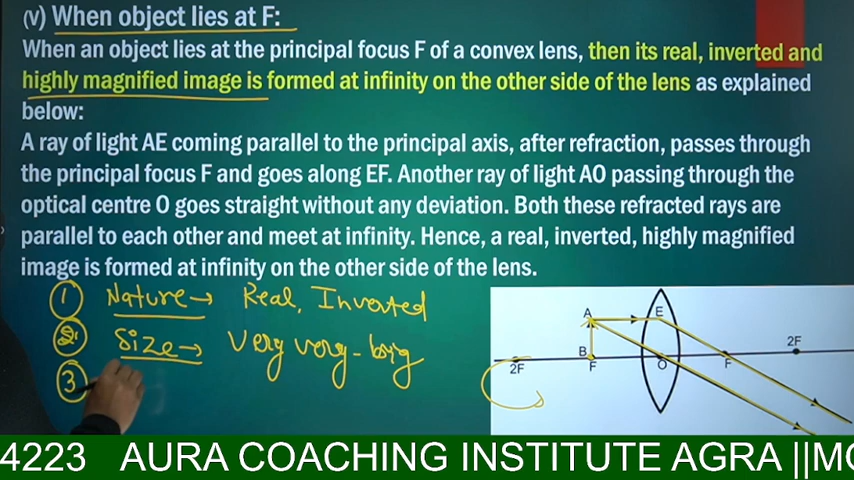 (v) When object lies at F:
When an object lies at the principal focus F of a convex lens, then its real, inverted and
highly magnified image is formed at infinity on the other side of the lens as explained
below:
A ray of light AE coming parallel to the principal axis, after refraction, passes through
the principal focus F and goes along EF. Another ray of light AO passing through the
optical centre O goes straight without any deviation. Both these refracted rays are
parallel to each other and meet at infinity. Hence, a real, inverted, highly magnified
image is formed at infinity on the other side of the lens.
1 Nature → Real, Inverted
2 Size → Very very - big
3
A E
B
2F F O F 2F
4223 AURA COACHING INSTITUTE AGRA ||MO